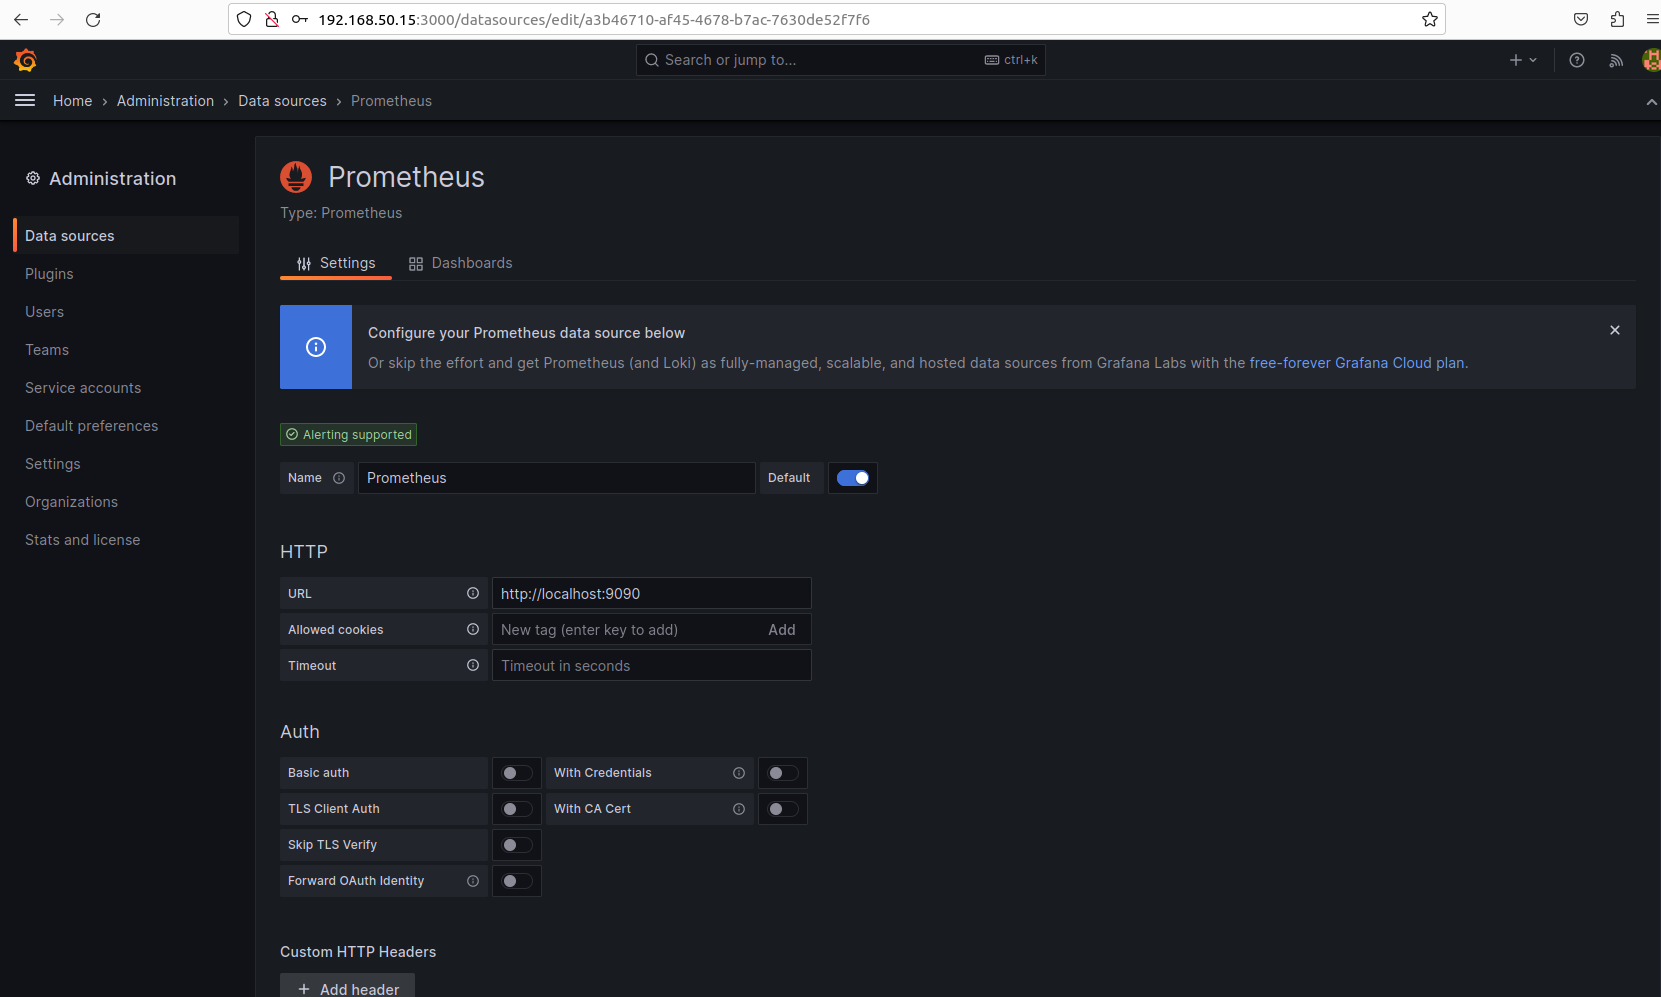 192.168.50.15:3000/datasources/edit/a3b46710-af45-4678-b7ac-7630de52f7f6
Search or jump to... ctrl+k
Home › Administration › Data sources › Prometheus
Administration
Data sources
Plugins
Users
Teams
Service accounts
Default preferences
Settings
Organizations
Stats and license
Prometheus
Type: Prometheus
Settings Dashboards
Configure your Prometheus data source below
Or skip the effort and get Prometheus (and Loki) as fully-managed, scalable, and hosted data sources from Grafana Labs with the free-forever Grafana Cloud plan.
Alerting supported
Name Prometheus Default
HTTP
URL http://localhost:9090
Allowed cookies New tag (enter key to add) Add
Timeout Timeout in seconds
Auth
Basic auth With Credentials
TLS Client Auth With CA Cert
Skip TLS Verify
Forward OAuth Identity
Custom HTTP Headers
+ Add header